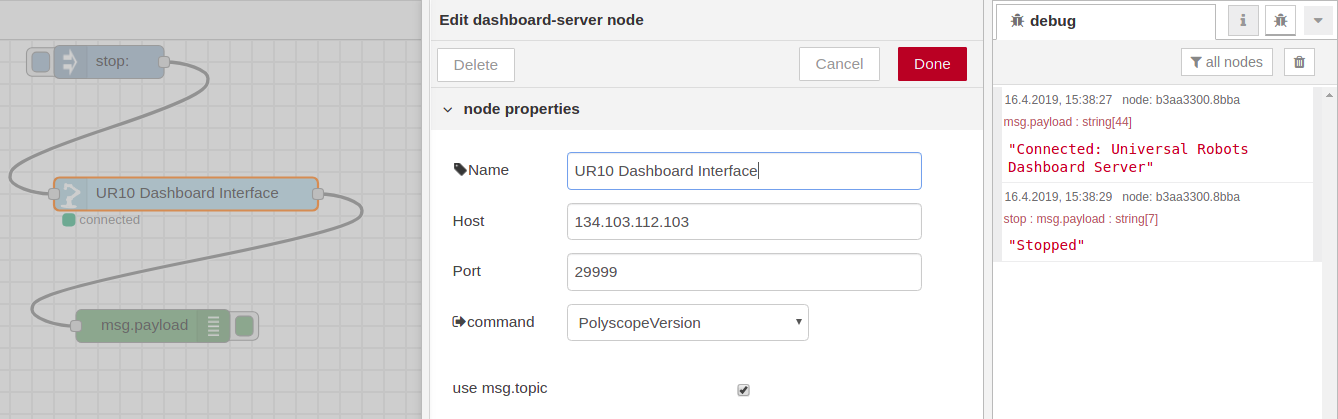 stop:
UR10 Dashboard Interface
connected
msg.payload
Edit dashboard-server node
Delete
Cancel
Done
node properties
Name
UR10 Dashboard Interface
Host
134.103.112.103
Port
29999
command
PolyscopeVersion
use msg.topic
debug
i
all nodes
16.4.2019, 15:38:27 node: b3aa3300.8bba
msg.payload : string[44]
"Connected: Universal Robots
Dashboard Server"
16.4.2019, 15:38:29 node: b3aa3300.8bba
stop : msg.payload : string[7]
"Stopped"